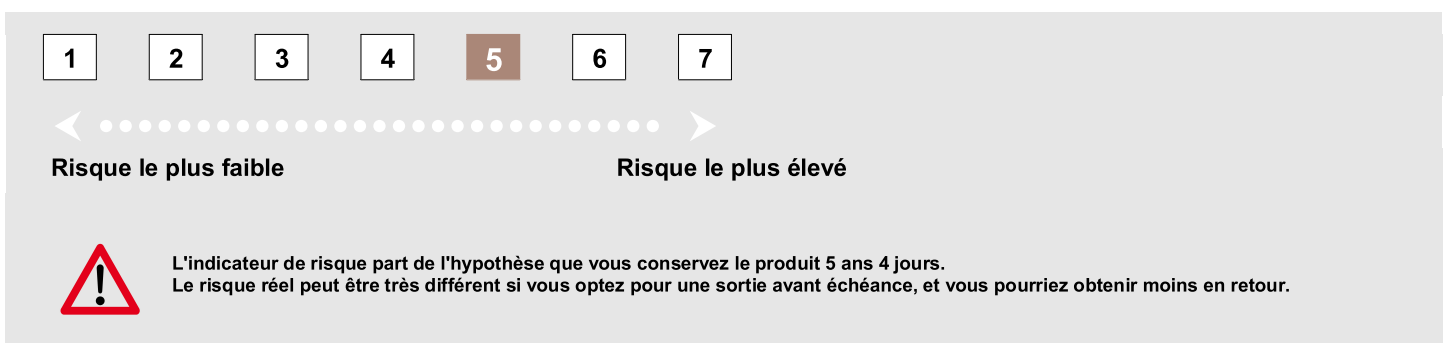 1 2 3 4 5 6 7
Risque le plus faible Risque le plus élevé
L'indicateur de risque part de l'hypothèse que vous conservez le produit 5 ans 4 jours.
Le risque réel peut être très différent si vous optez pour une sortie avant échéance, et vous pourriez obtenir moins en retour.